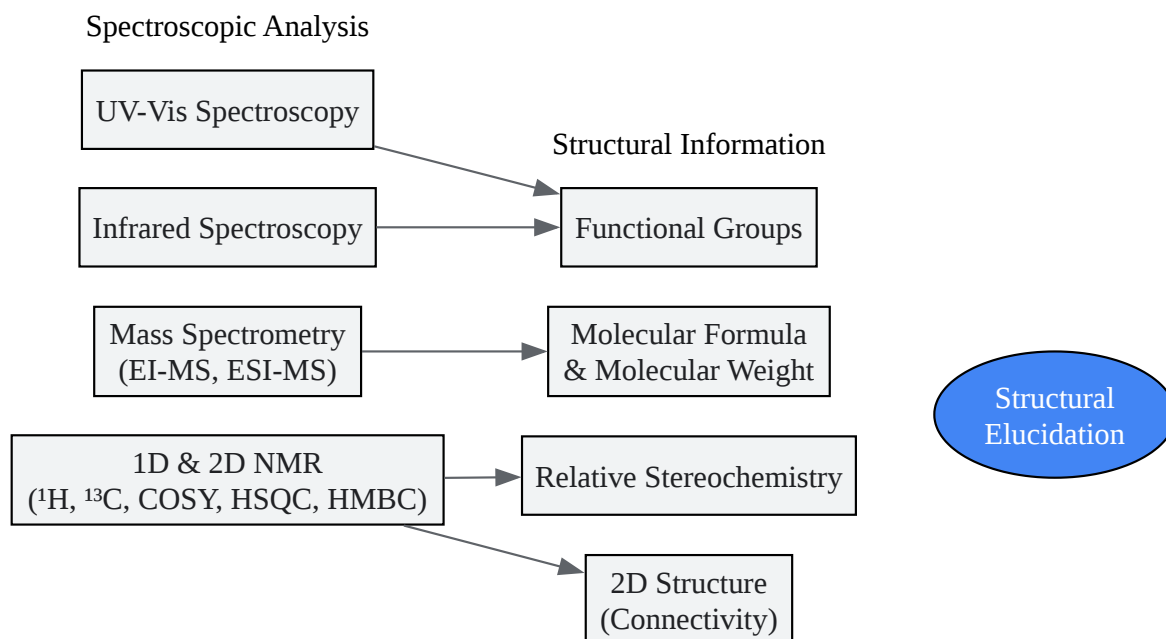 Spectroscopic Analysis
UV-Vis Spectroscopy
Structural Information
Infrared Spectroscopy
Functional Groups
Mass Spectrometry
(EI-MS, ESI-MS)
Molecular Formula
& Molecular Weight
Structural
Elucidation
1D & 2D NMR
(¹H, ¹³C, COSY, HSQC, HMBC)
Relative Stereochemistry
2D Structure
(Connectivity)